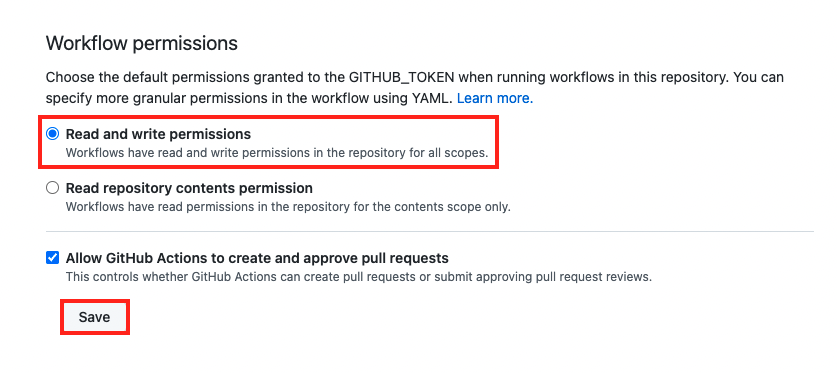 Workflow permissions
Choose the default permissions granted to the GITHUB_TOKEN when running workflows in this repository. You can
specify more granular permissions in the workflow using YAML. Learn more.
Read and write permissions
Workflows have read and write permissions in the repository for all scopes.
Read repository contents permission
Workflows have read permissions in the repository for the contents scope only.
Allow GitHub Actions to create and approve pull requests
This controls whether GitHub Actions can create pull requests or submit approving pull request reviews.
Save